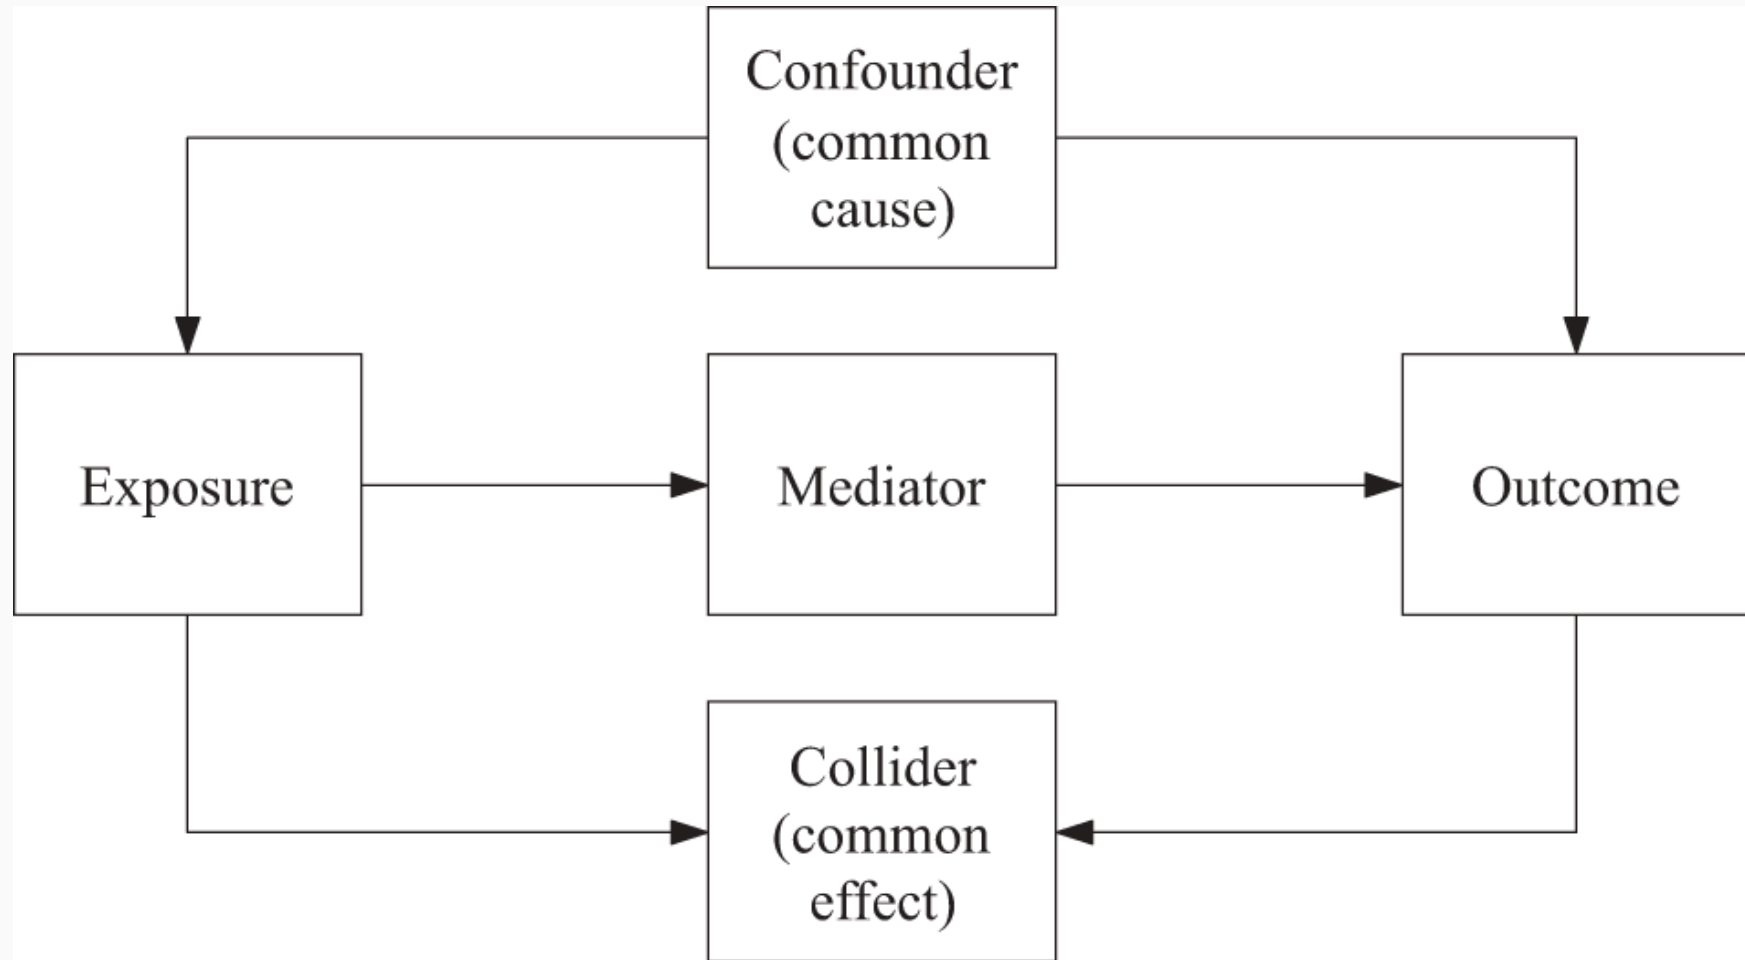 Confounder
(common
cause)
Exposure
Mediator
Outcome
Collider
(common
effect)